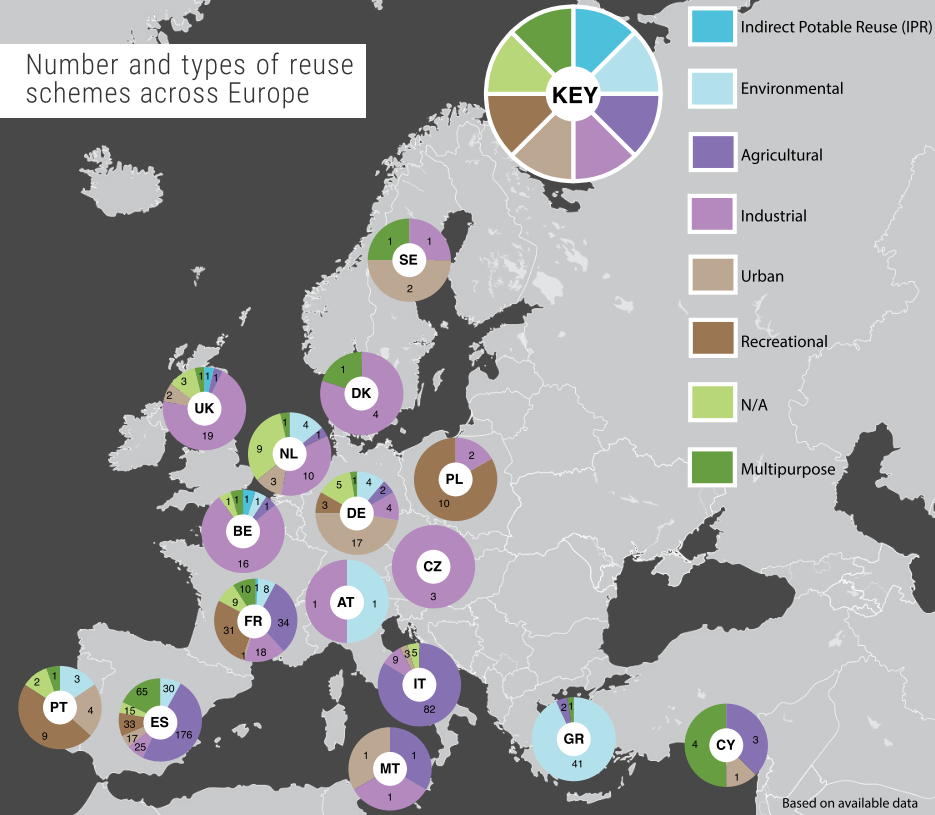 Number and types of reuse
schemes across Europe
KEY
Indirect Potable Reuse (IPR)
Environmental
Agricultural
Industrial
Urban
Recreational
N/A
Multipurpose
1 1
SE
2
1
DK
4
3 1 1 1
2
UK
19
1 4
1
9 NL
3 10
2
PL
10
5 1 4
2
3 DE 4
17
1 1 1 1 1
BE
16
CZ
3
1 AT 1
10 1 8
9
FR 34
31
1 18
9 3 5
IT
82
2 1 3
PT 4
9
65 30
15
33 ES
17 176
25
1 1
MT
1
2 1
GR
41
4 CY 3
1
Based on available data